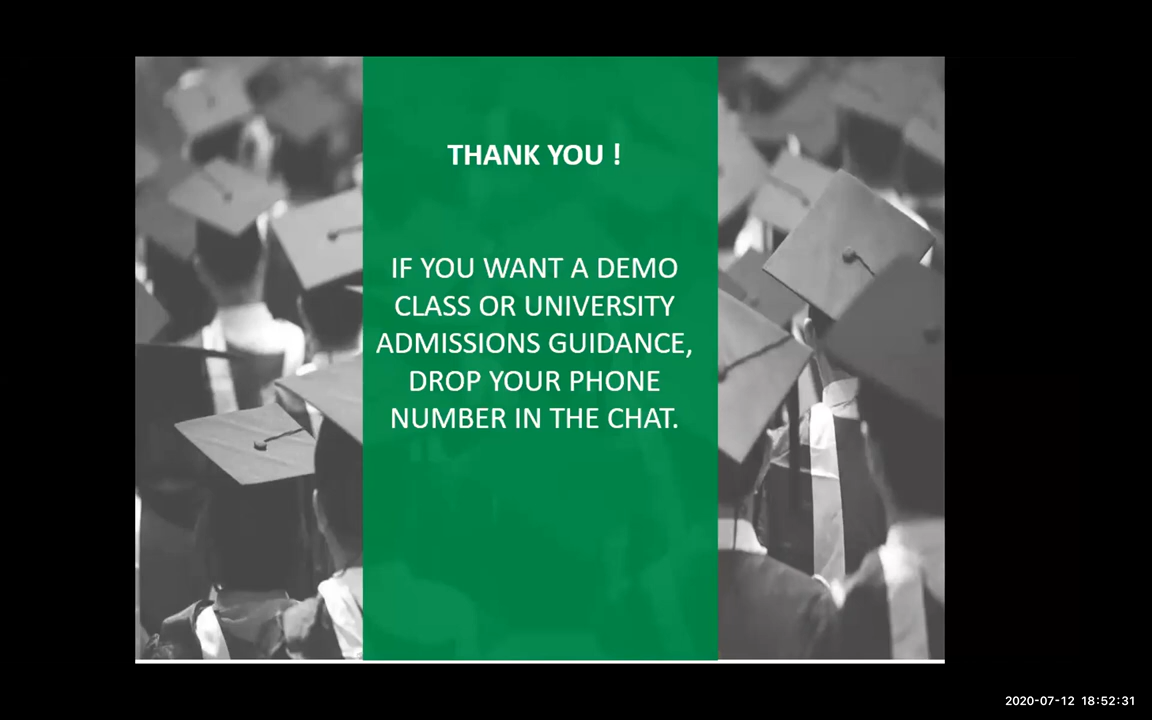 THANK YOU !
IF YOU WANT A DEMO
CLASS OR UNIVERSITY
ADMISSIONS GUIDANCE,
DROP YOUR PHONE
NUMBER IN THE CHAT.
2020-07-12 18:52:31